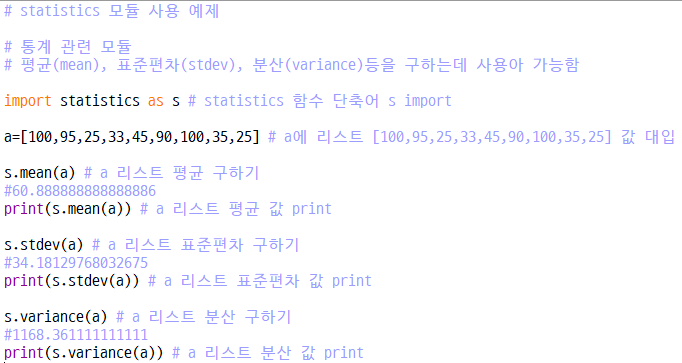 # statistics 모듈 사용 예제
# 통계 관련 모듈
# 평균(mean), 표준편차(stdev), 분산(variance)등을 구하는데 사용아 가능함
import statistics as s # statistics 함수 단축어 s import
a=[100,95,25,33,45,90,100,35,25] # a에 리스트 [100,95,25,33,45,90,100,35,25] 값 대입
s.mean(a) # a 리스트 평균 구하기
#60.888888888888886
print(s.mean(a)) # a 리스트 평균 값 print
s.stdev(a) # a 리스트 표준편차 구하기
#34.18129768032675
print(s.stdev(a)) # a 리스트 표준편차 값 print
s.variance(a) # a 리스트 분산 구하기
#1168.361111111111
print(s.variance(a)) # a 리스트 분산 값 print